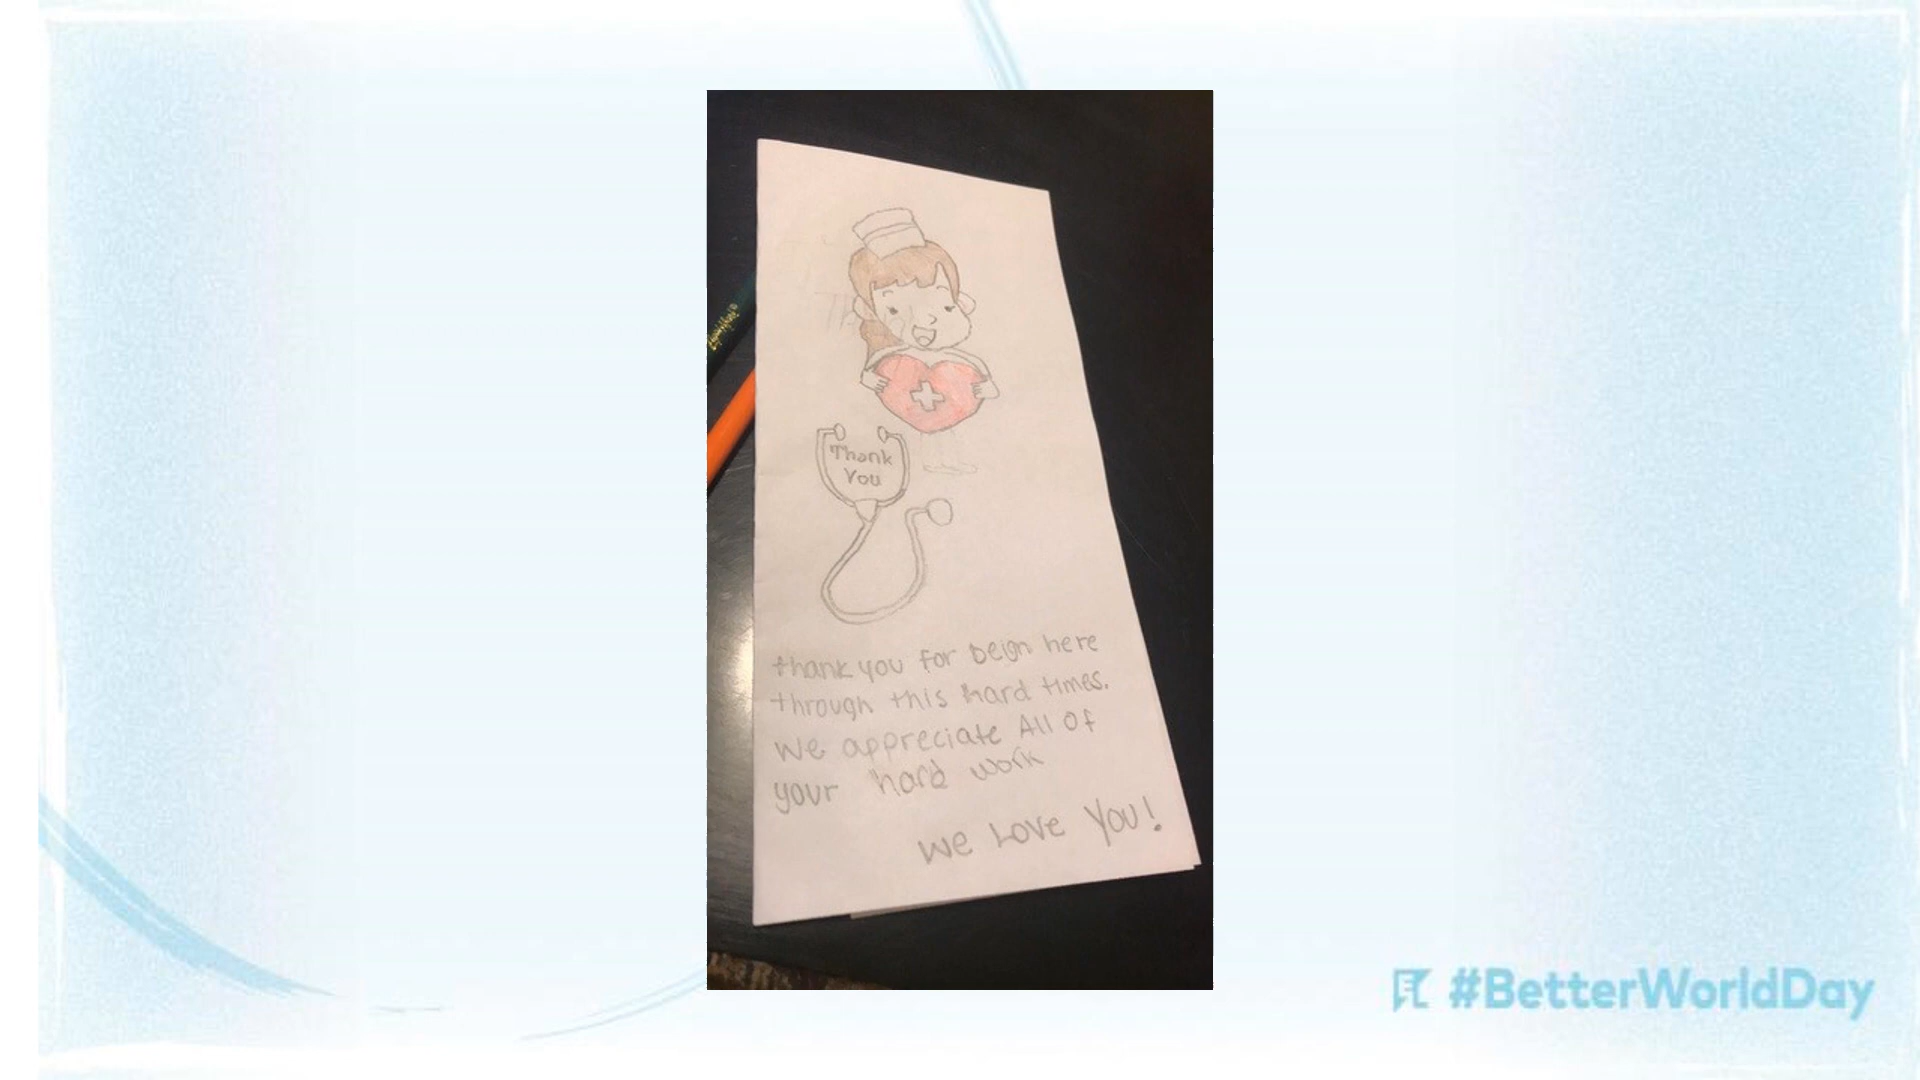 Thank
You
thank you for beign here
through this hard times.
we appreciate All Of
your hard work
we Love You!
#BetterWorldDay